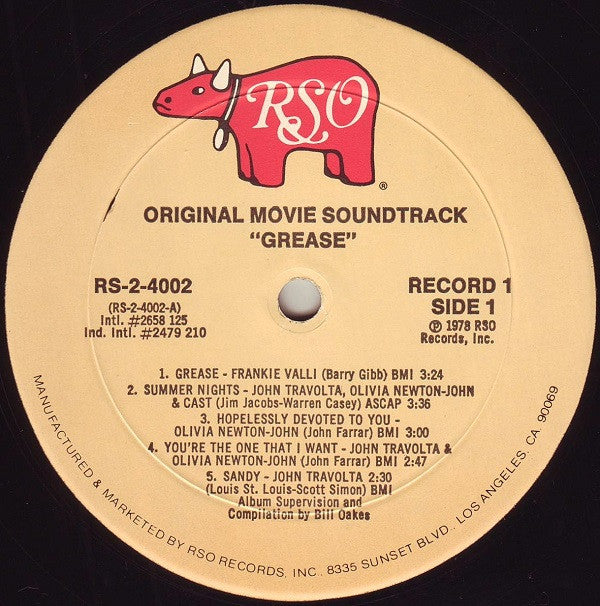 RSO
®
ORIGINAL MOVIE SOUNDTRACK
"GREASE"
RS-2-4002
(RS-2-4002-A)
Intl. #2658 125
Ind. Intl. #2479 210
RECORD 1
SIDE 1
℗ 1978 RSO
Records, Inc.
1. GREASE - FRANKIE VALLI (Barry Gibb) BMI 3:24
2. SUMMER NIGHTS - JOHN TRAVOLTA, OLIVIA NEWTON-JOHN
& CAST (Jim Jacobs-Warren Casey) ASCAP 3:36
3. HOPELESSLY DEVOTED TO YOU -
OLIVIA NEWTON-JOHN (John Farrar) BMI 3:00
4. YOU'RE THE ONE THAT I WANT - JOHN TRAVOLTA &
OLIVIA NEWTON-JOHN (John Farrar) BMI 2:47
5. SANDY - JOHN TRAVOLTA 2:30
(Louis St. Louis-Scott Simon) BMI
Album Supervision and
Compilation by Bill Oakes
MANUFACTURED & MARKETED BY RSO RECORDS, INC. 8335 SUNSET BLVD., LOS ANGELES, CA. 90069